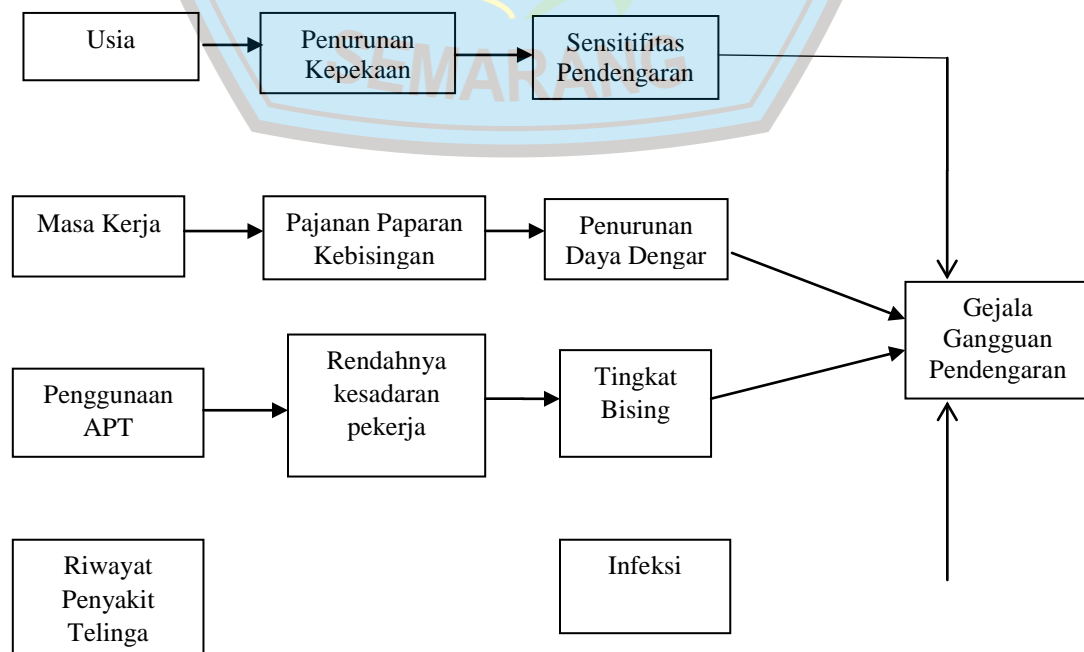 Usia
Penurunan
Kepekaan
Sensitifitas
Pendengaran
SEMARANG
Masa Kerja
Pajanan Paparan
Kebisingan
Penurunan
Daya Dengar
Gejala
Gangguan
Pendengaran
Penggunaan
APT
Rendahnya
kesadaran
pekerja
Tingkat
Bising
Riwayat
Penyakit
Telinga
Infeksi